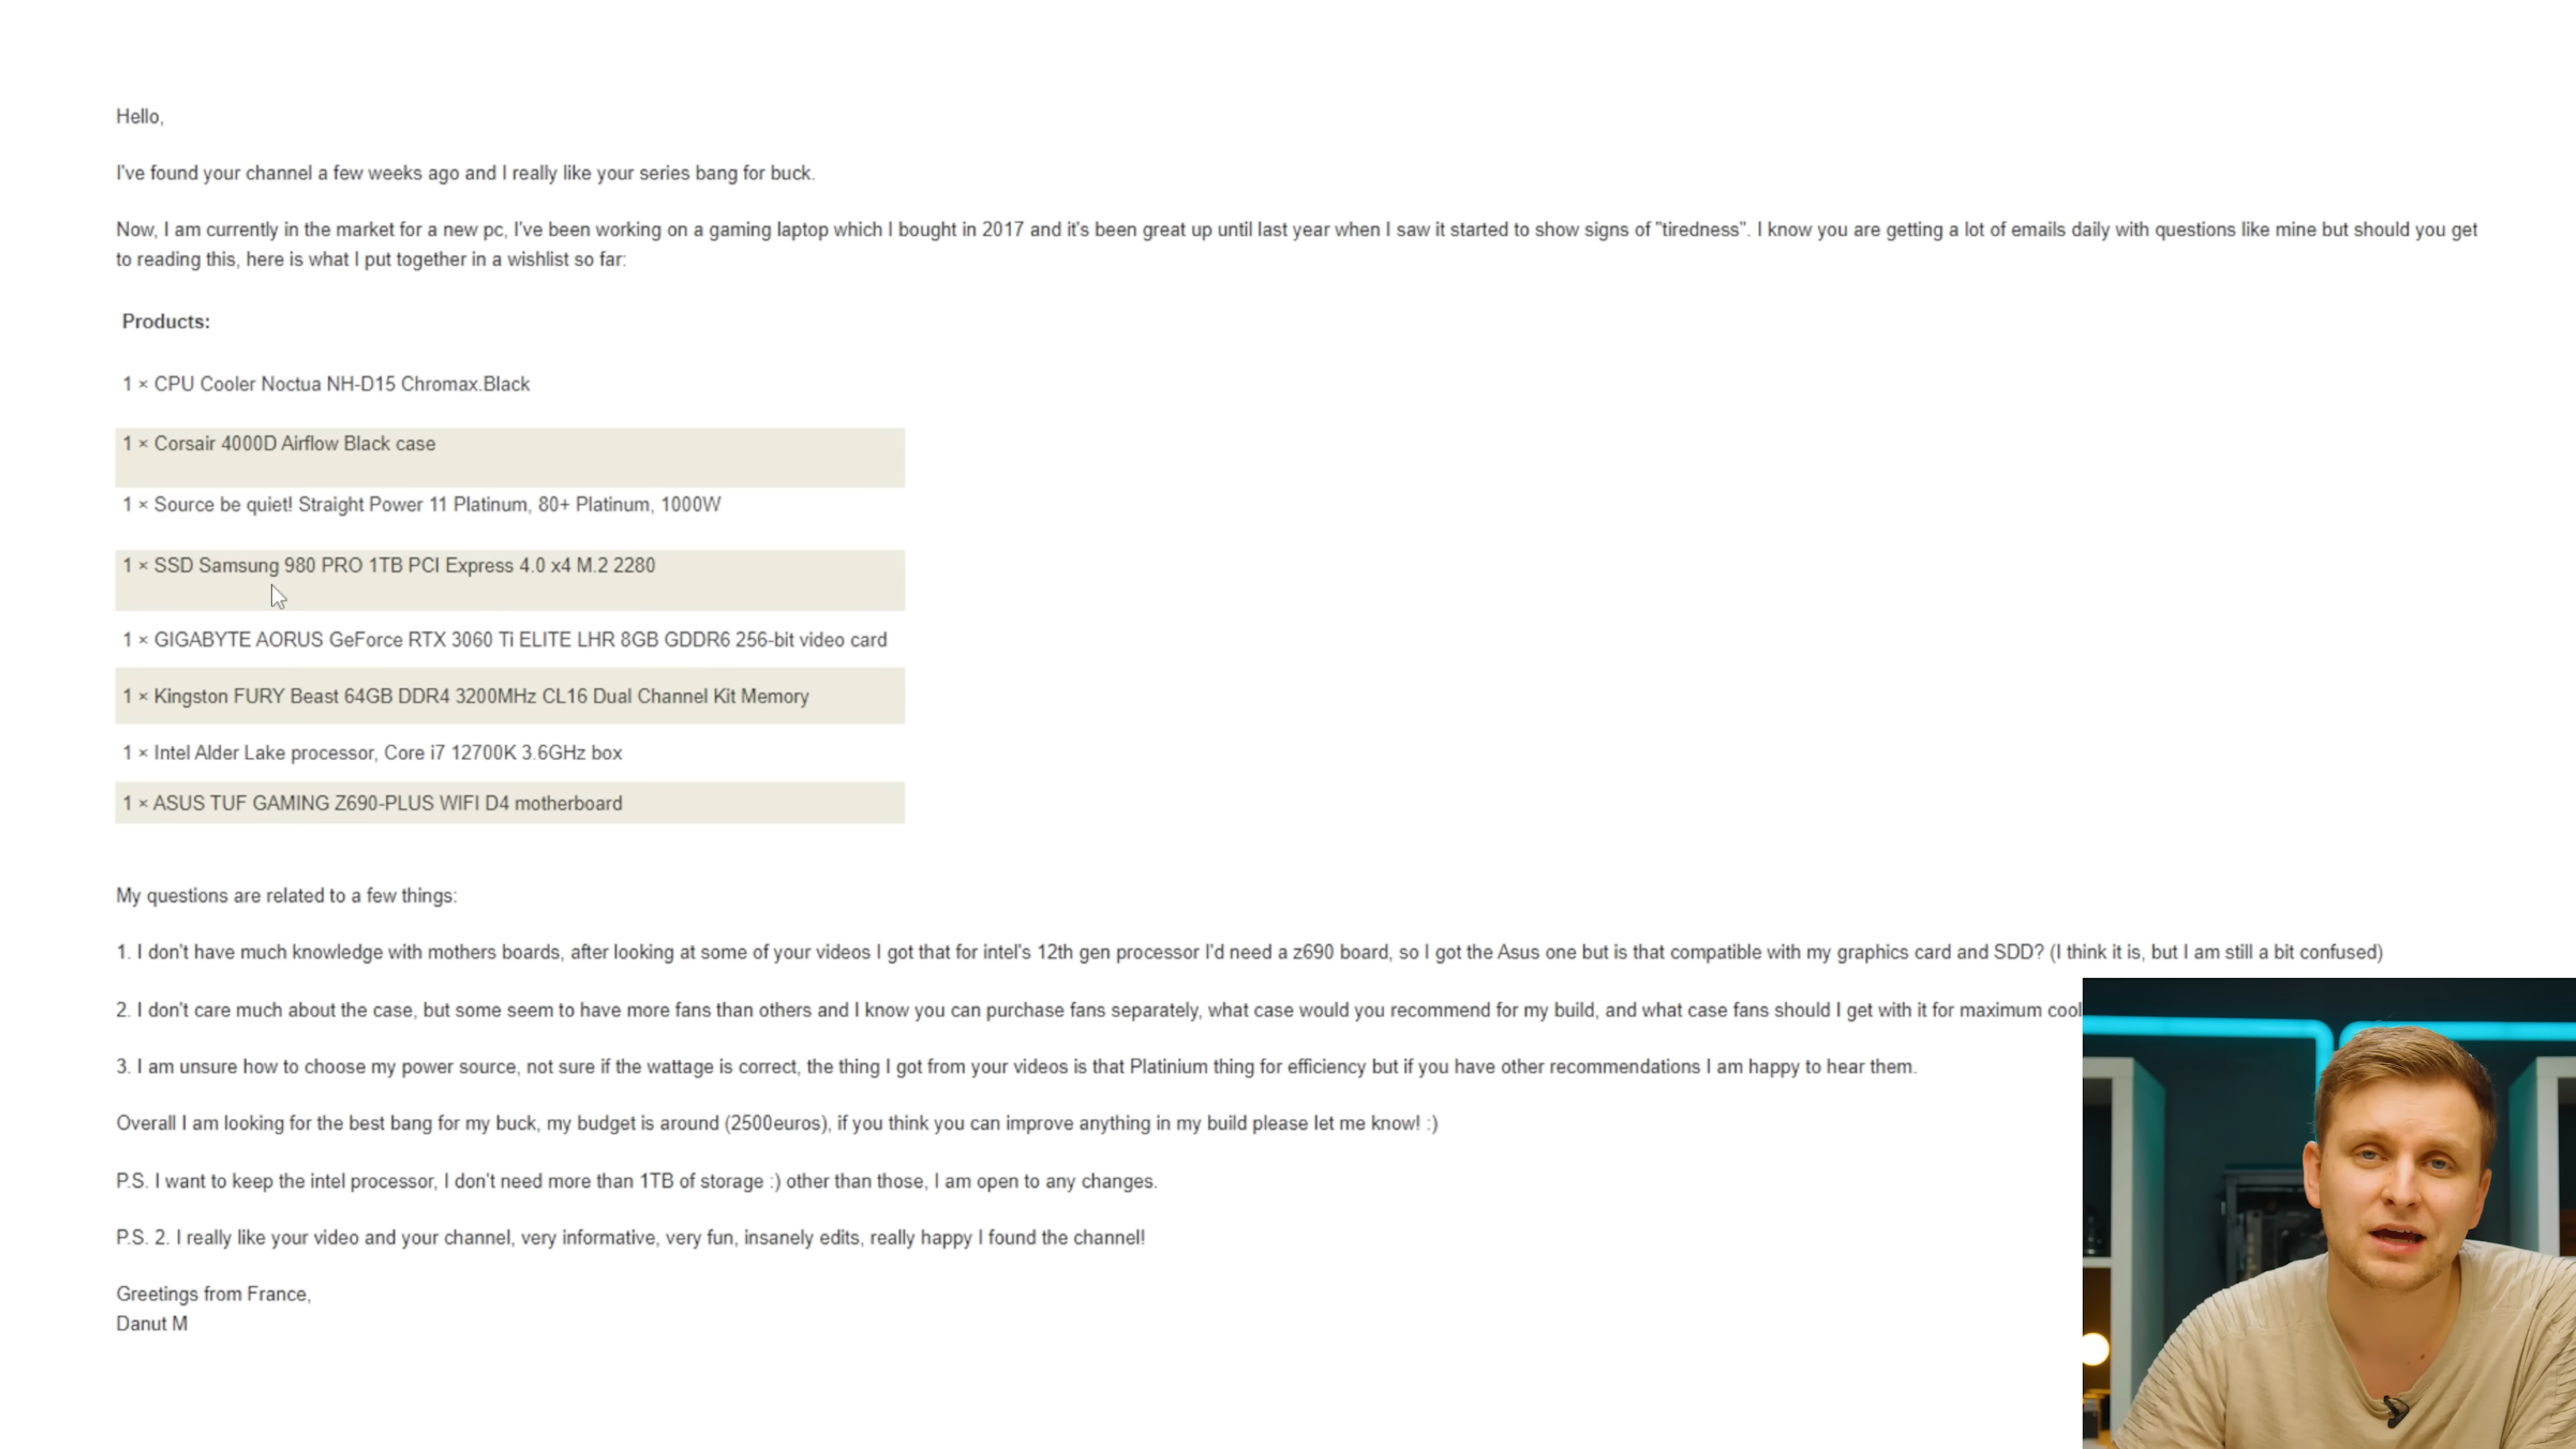 Hello,
I've found your channel a few weeks ago and I really like your series bang for buck.
Now, I am currently in the market for a new pc, I've been working on a gaming laptop which I bought in 2017 and it's been great up until last year when I saw it started to show signs of "tiredness". I know you are getting a lot of emails daily with questions like mine but should you get
to reading this, here is what I put together in a wishlist so far:
Products:
1 × CPU Cooler Noctua NH-D15 Chromax.Black
1 × Corsair 4000D Airflow Black case
1 × Source be quiet! Straight Power 11 Platinum, 80+ Platinum, 1000W
1 × SSD Samsung 980 PRO 1TB PCI Express 4.0 x4 M.2 2280
1 × GIGABYTE AORUS GeForce RTX 3060 Ti ELITE LHR 8GB GDDR6 256-bit video card
1 × Kingston FURY Beast 64GB DDR4 3200MHz CL16 Dual Channel Kit Memory
1 × Intel Alder Lake processor, Core i7 12700K 3.6GHz box
1 × ASUS TUF GAMING Z690-PLUS WIFI D4 motherboard
My questions are related to a few things:
1. I don't have much knowledge with mothers boards, after looking at some of your videos I got that for intel's 12th gen processor I'd need a z690 board, so I got the Asus one but is that compatible with my graphics card and SDD? (I think it is, but I am still a bit confused)
2. I don't care much about the case, but some seem to have more fans than others and I know you can purchase fans separately, what case would you recommend for my build, and what case fans should I get with it for maximum cool
3. I am unsure how to choose my power source, not sure if the wattage is correct, the thing I got from your videos is that Platinium thing for efficiency but if you have other recommendations I am happy to hear them.
Overall I am looking for the best bang for my buck, my budget is around (2500euros), if you think you can improve anything in my build please let me know! :)
P.S. I want to keep the intel processor, I don't need more than 1TB of storage :) other than those, I am open to any changes.
P.S. 2. I really like your video and your channel, very informative, very fun, insanely edits, really happy I found the channel!
Greetings from France,
Danut M